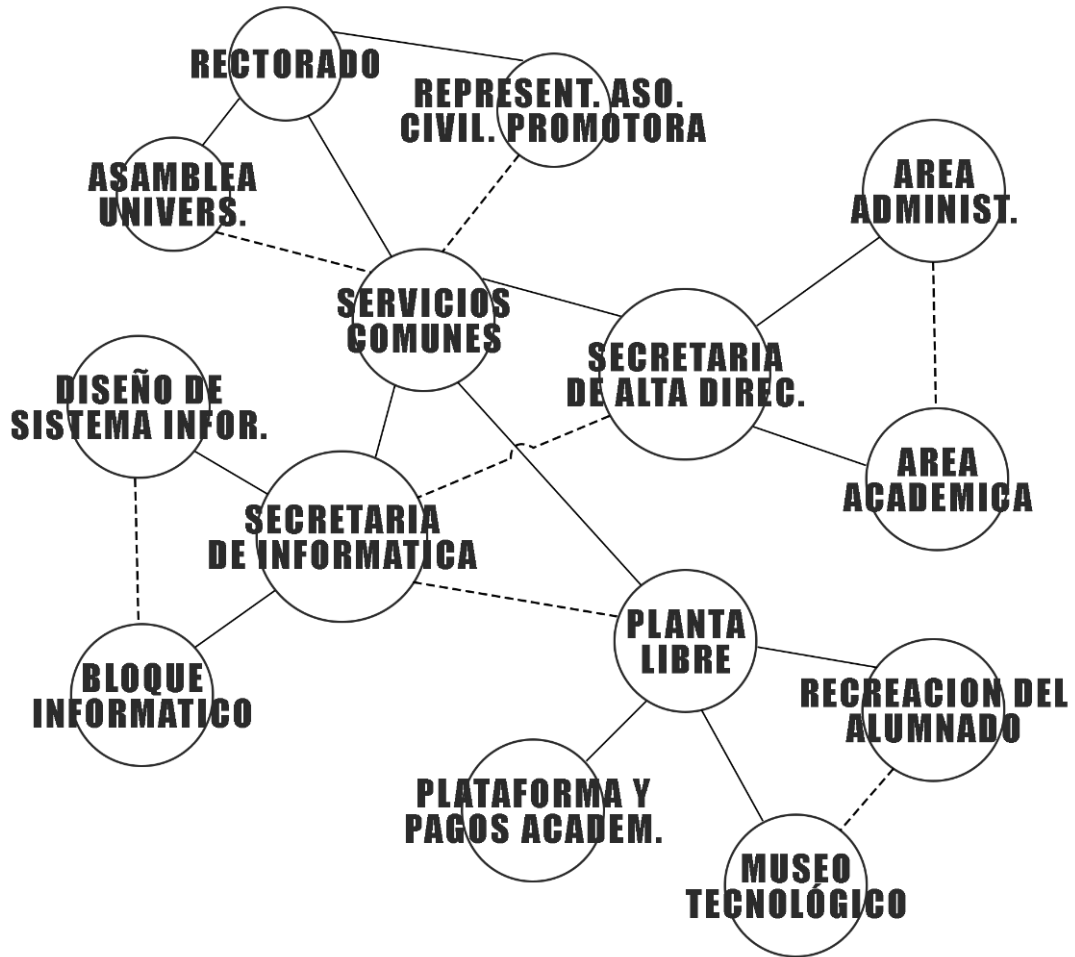 RECTORADO
REPRESENT. ASO.
CIVIL. PROMOTORA
ASAMBLEA
UNIVERS.
AREA
ADMINIST.
SERVICIOS
COMUNES
SECRETARIA
DE ALTA DIREC.
DISEÑO DE
SISTEMA INFOR.
AREA
ACADEMICA
SECRETARIA
DE INFORMATICA
PLANTA
LIBRE
BLOQUE
INFORMATICO
RECREACION DEL
ALUMNADO
PLATAFORMA Y
PAGOS ACADEM.
MUSEO
TECNOLÓGICO